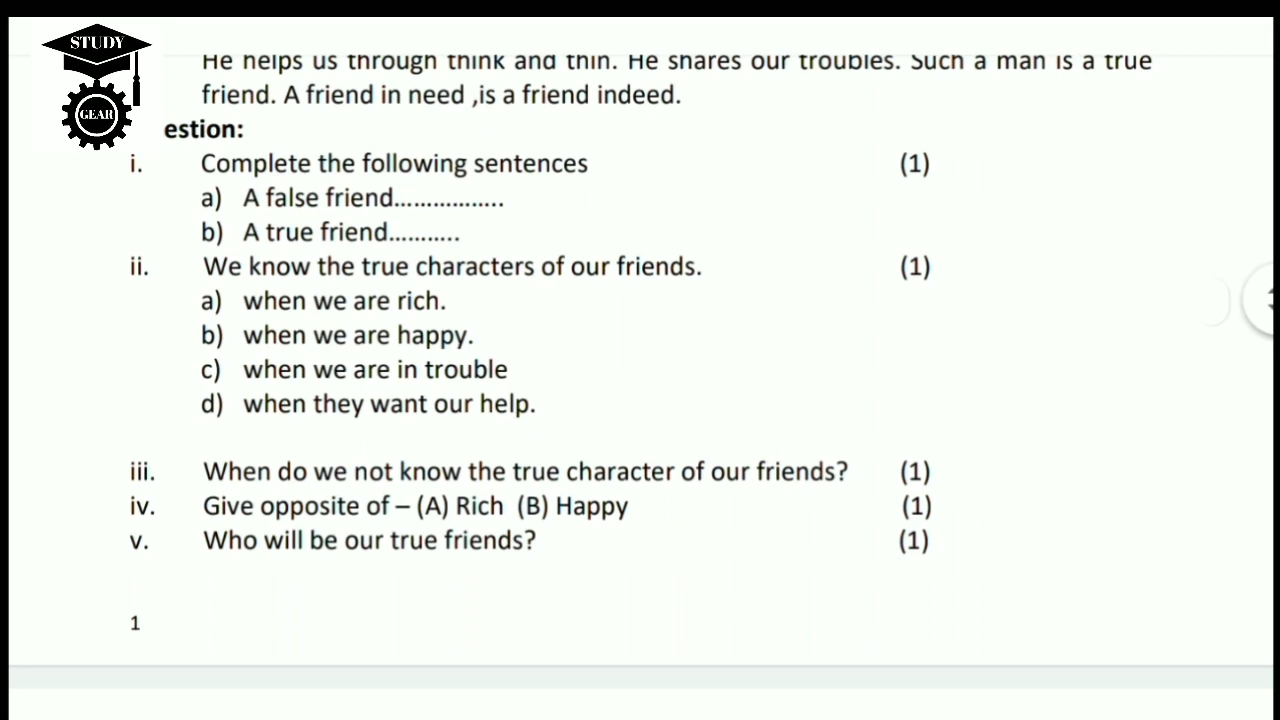 STUDY
GEAR
He helps us through think and thin. He shares our troubles. Such a man is a true
friend. A friend in need ,is a friend indeed.
estion:
i. Complete the following sentences (1)
a) A false friend.................
b) A true friend...........
ii. We know the true characters of our friends. (1)
a) when we are rich.
b) when we are happy.
c) when we are in trouble
d) when they want our help.
iii. When do we not know the true character of our friends? (1)
iv. Give opposite of – (A) Rich (B) Happy (1)
v. Who will be our true friends? (1)
1